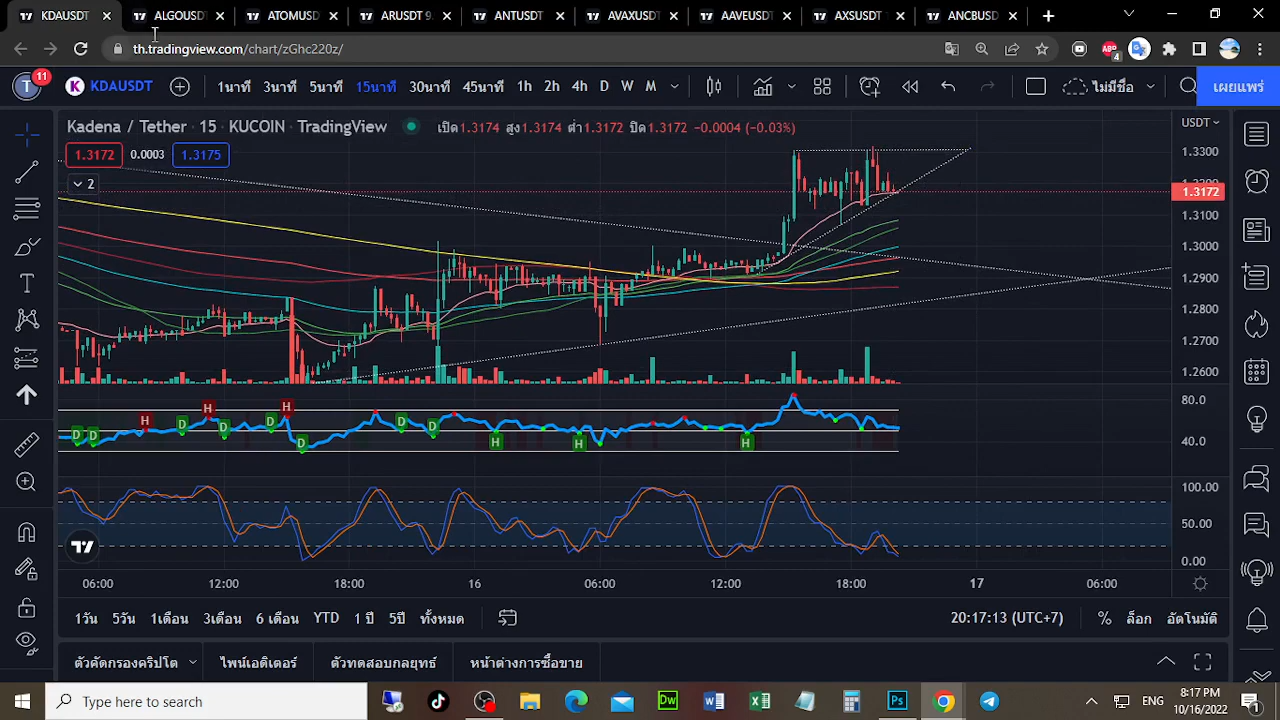 KDAUSDT
ALGOUSDT
ATOMUSD
ARUSDT 9.
ANTUSDT
AVAXUSDT
AAVEUSDT
AXSUSDT
ANCBUSD
th.tradingview.com/chart/zGhc220z/
4
T 11
KDAUSDT
1นาที 3นาที 5นาที 15นาที 30นาที 45นาที 1h 2h 4h D W M
ไม่มีชื่อ
เผยแพร่
Kadena / Tether · 15 · KUCOIN · TradingView
เปิด1.3174 สูง1.3174 ต่ำ1.3172 ปิด1.3172 -0.0004 (-0.03%)
USDT
1.3172 0.0003 1.3175
2
1.3300
1.3172
1.3100
1.3000
1.2900
1.2800
1.2700
1.2600
80.0
40.0
H H H D D D D D D D D H H H
100.00
50.00
0.00
06:00 12:00 18:00 16 06:00 12:00 18:00 17 06:00
1วัน 5วัน 1เดือน 3เดือน 6 เดือน YTD 1 ปี 5ปี ทั้งหมด
20:17:13 (UTC+7) % ล็อก อัตโนมัติ
ตัวคัดกรองคริปโต ไพน์เอดิเตอร์ ตัวทดสอบกลยุทธ์ หน้าต่างการซื้อขาย
Type here to search
Dw
Ps
ENG
8:17 PM
10/16/2022
1